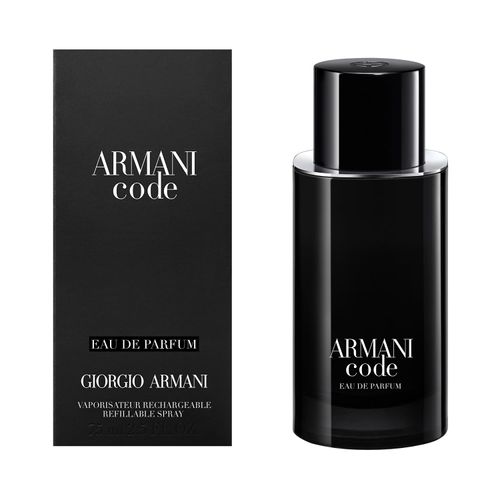 ARMANI
code
EAU DE PARFUM
GIORGIO ARMANI
VAPORISATEUR RECHARGEABLE
REFILLABLE SPRAY
ARMANI
code
EAU DE PARFUM